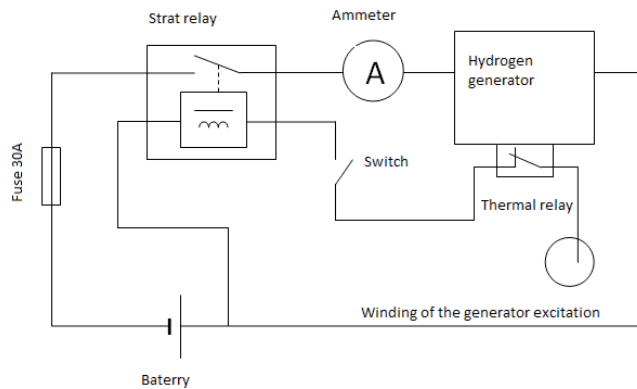 Strat relay
Ammeter
A
Hydrogen
generator
Fuse 30A
Switch
Thermal relay
Winding of the generator excitation
Baterry